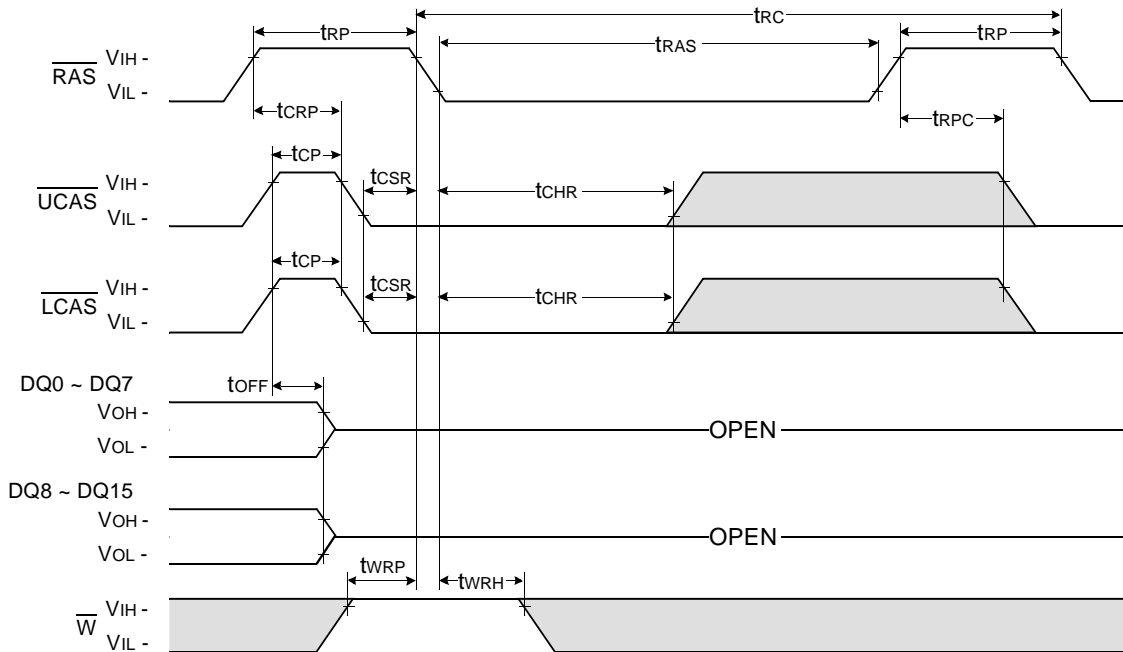 tRC
tRP
tRAS
tRP
RAS
VIH -
VIL -
tCRP
tRPC
tCP
tCSR
tCHR
UCAS
VIH -
VIL -
tCP
tCSR
tCHR
LCAS
VIH -
VIL -
DQ0 ~ DQ7
tOFF
VOH -
VOL -
OPEN
DQ8 ~ DQ15
VOH -
VOL -
OPEN
tWRP
tWRH
W
VIH -
VIL -